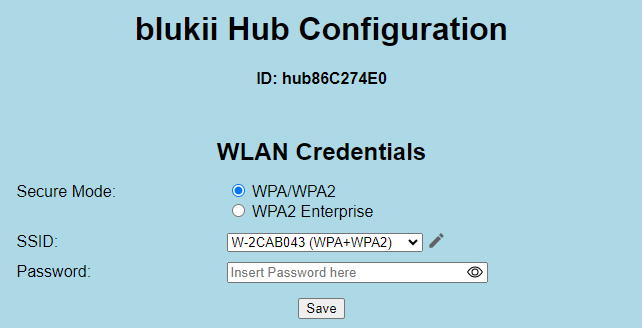 blukii Hub Configuration
ID: hub86C274E0
WLAN Credentials
Secure Mode: WPA/WPA2
WPA2 Enterprise
SSID: W-2CAB043 (WPA+WPA2)
Password: Insert Password here
Save